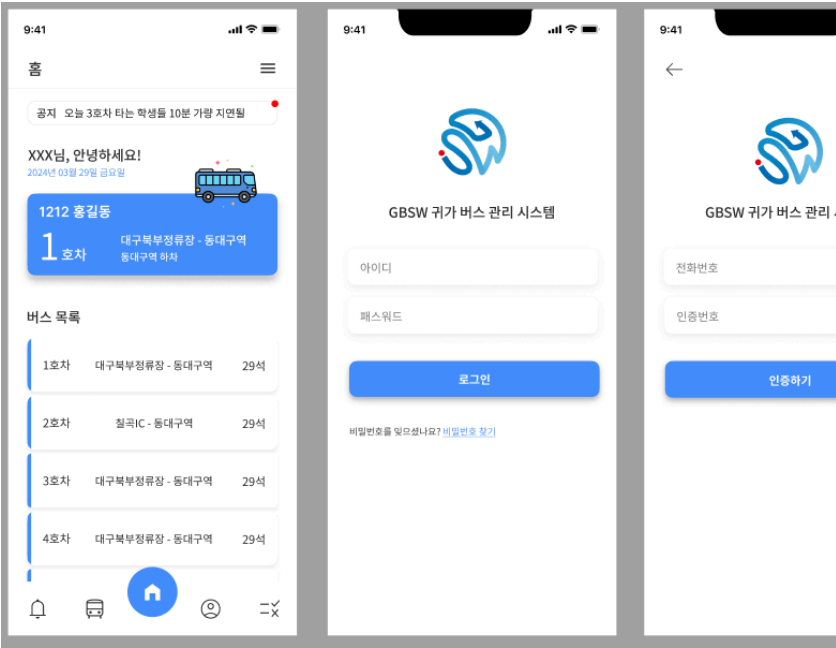 9:41
홈
공지 오늘 3호차 타는 학생들 10분 가량 지연될
XXX님, 안녕하세요!
2024년 03월 29일 금요일
1212 홍길동
1호차
대구북부정류장 - 동대구역
동대구역 하차
버스 목록
1호차 대구북부정류장 - 동대구역 29석
2호차 칠곡IC - 동대구역 29석
3호차 대구북부정류장 - 동대구역 29석
4호차 대구북부정류장 - 동대구역 29석
9:41
GBSW 귀가 버스 관리 시스템
아이디
패스워드
로그인
비밀번호를 잊으셨나요? 비밀번호 찾기
9:41
GBSW 귀가 버스 관리
전화번호
인증번호
인증하기